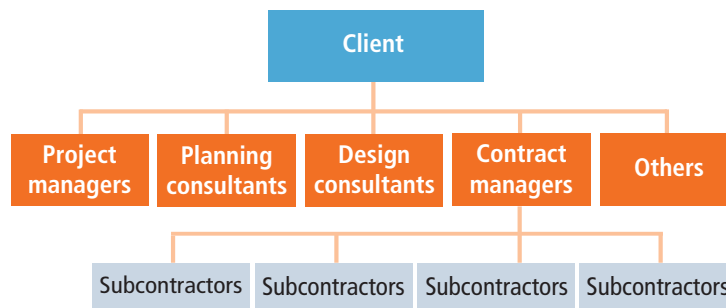 Client
Project
managers
Planning
consultants
Design
consultants
Contract
managers
Others
Subcontractors
Subcontractors
Subcontractors
Subcontractors